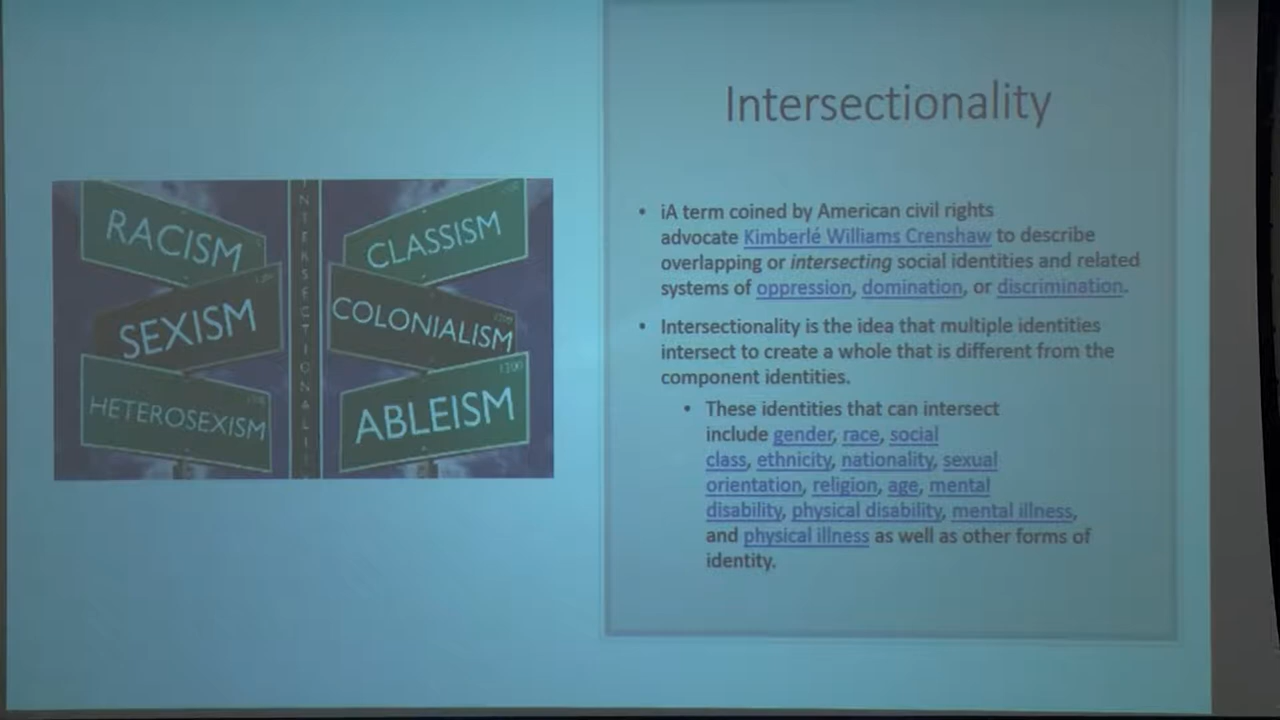 Intersectionality
RACISM
SEXISM
HETEROSEXISM
CLASSISM
COLONIALISM
ABLEISM
• iA term coined by American civil rights
advocate Kimberlé Williams Crenshaw to describe
overlapping or intersecting social identities and related
systems of oppression, domination, or discrimination.
• Intersectionality is the idea that multiple identities
intersect to create a whole that is different from the
component identities.
• These identities that can intersect
include gender, race, social
class, ethnicity, nationality, sexual
orientation, religion, age, mental
disability, physical disability, mental illness,
and physical illness as well as other forms of
identity.